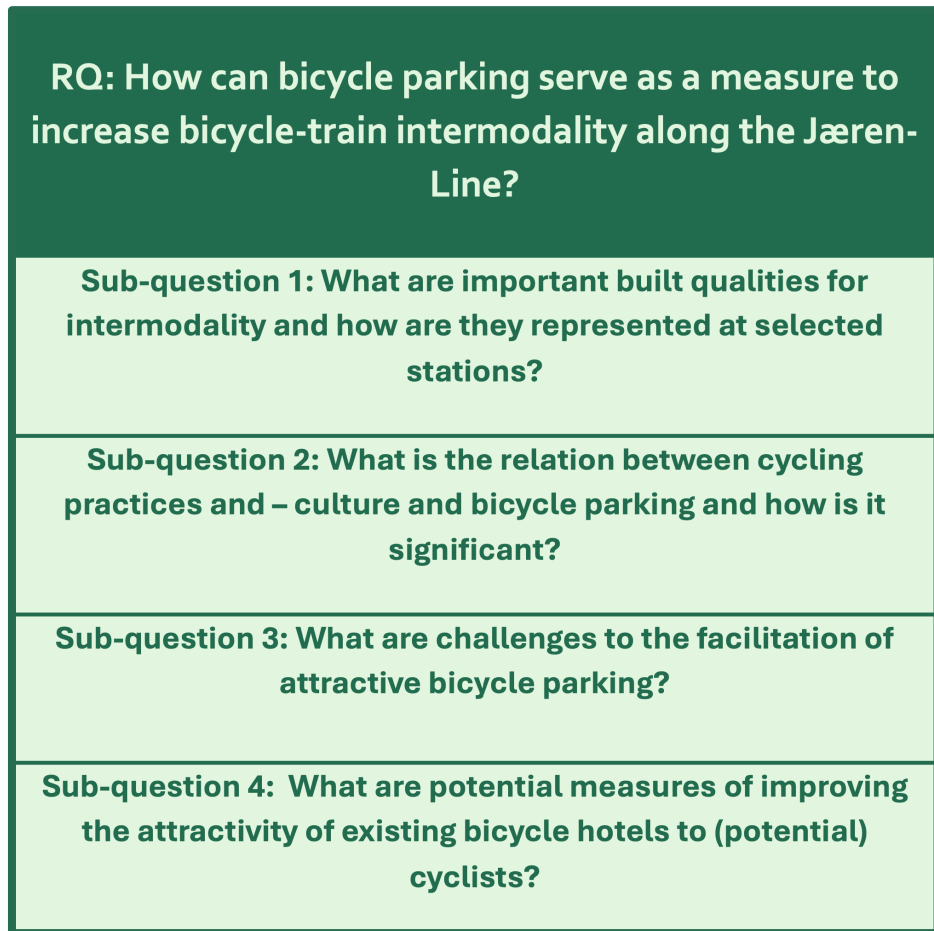 RQ: How can bicycle parking serve as a measure to
increase bicycle-train intermodality along the Jæren-
Line?
Sub-question 1: What are important built qualities for
intermodality and how are they represented at selected
stations?
Sub-question 2: What is the relation between cycling
practices and – culture and bicycle parking and how is it
significant?
Sub-question 3: What are challenges to the facilitation of
attractive bicycle parking?
Sub-question 4:  What are potential measures of improving
the attractivity of existing bicycle hotels to (potential)
cyclists?